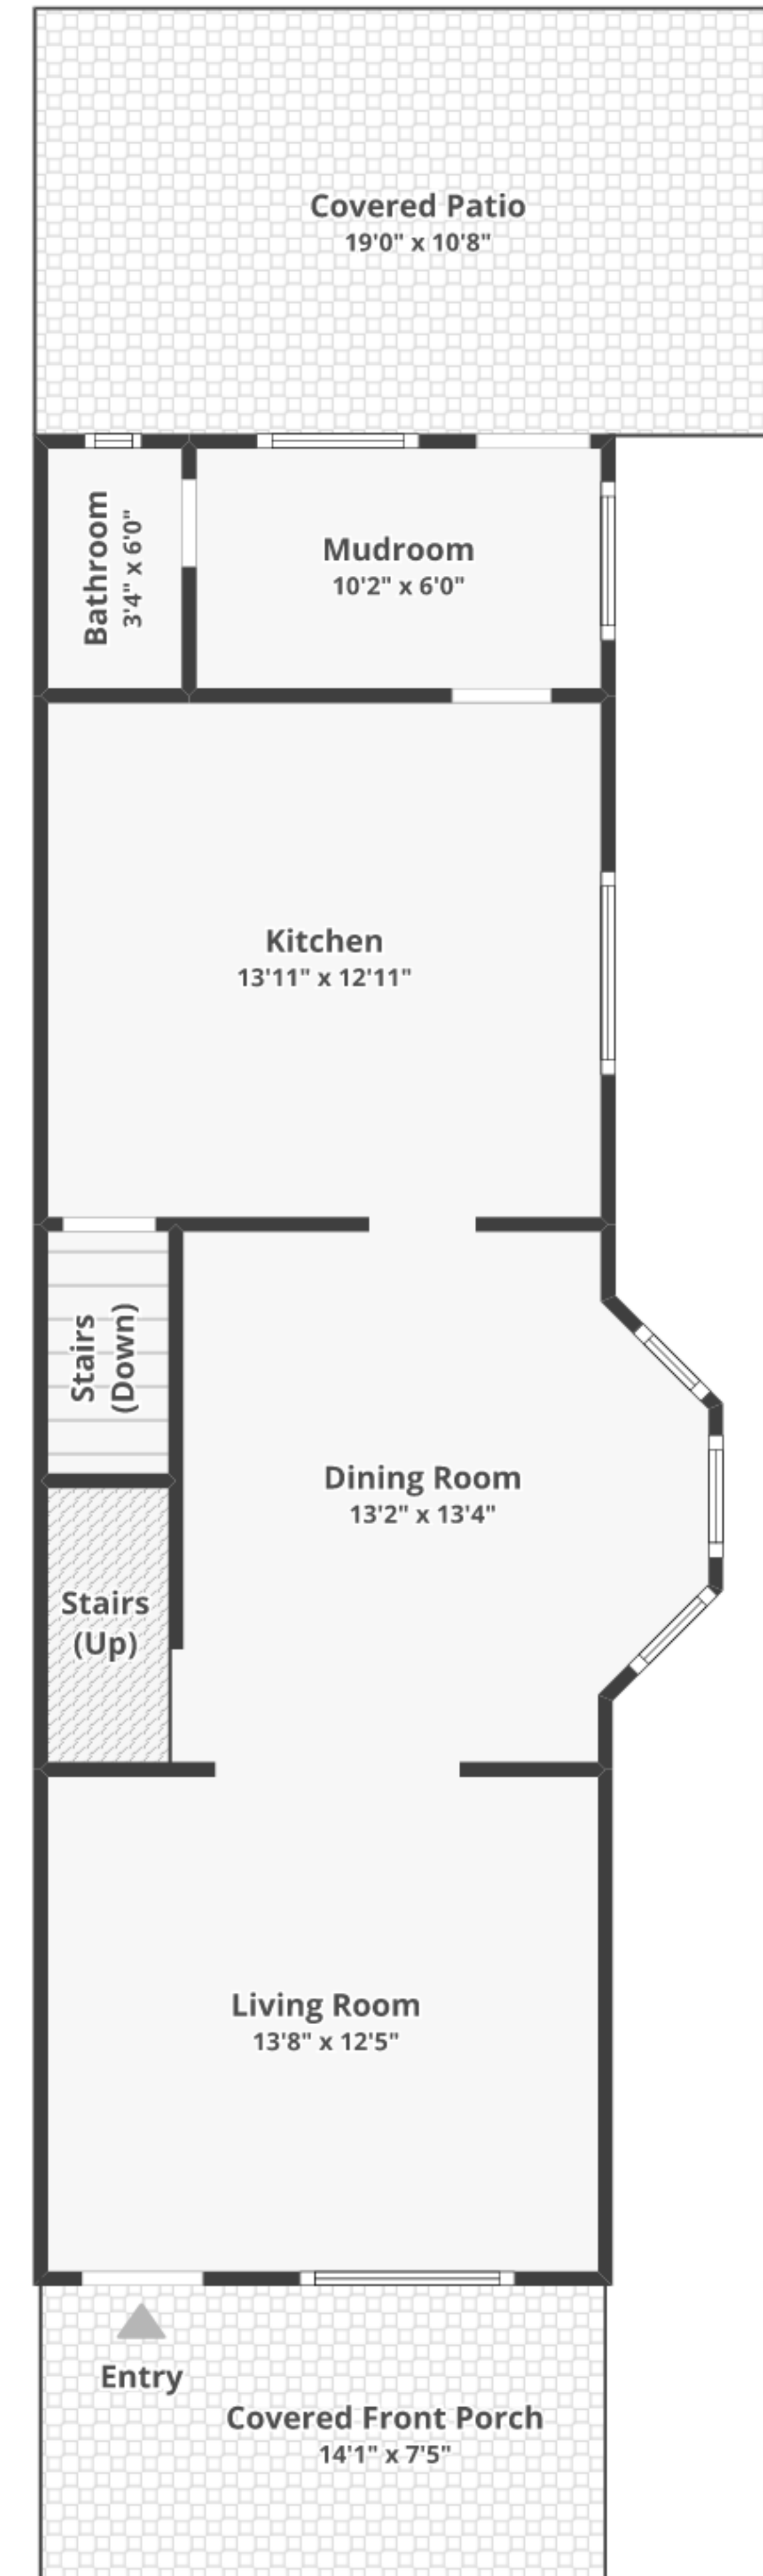 Covered Patio
19'0" x 10'8"
Bathroom
3'4" x 6'0"
Mudroom
10'2" x 6'0"
Kitchen
13'11" x 12'11"
Stairs
(Down)
Dining Room
13'2" x 13'4"
Stairs
(Up)
Living Room
13'8" x 12'5"
Entry
Covered Front Porch
14'1" x 7'5"